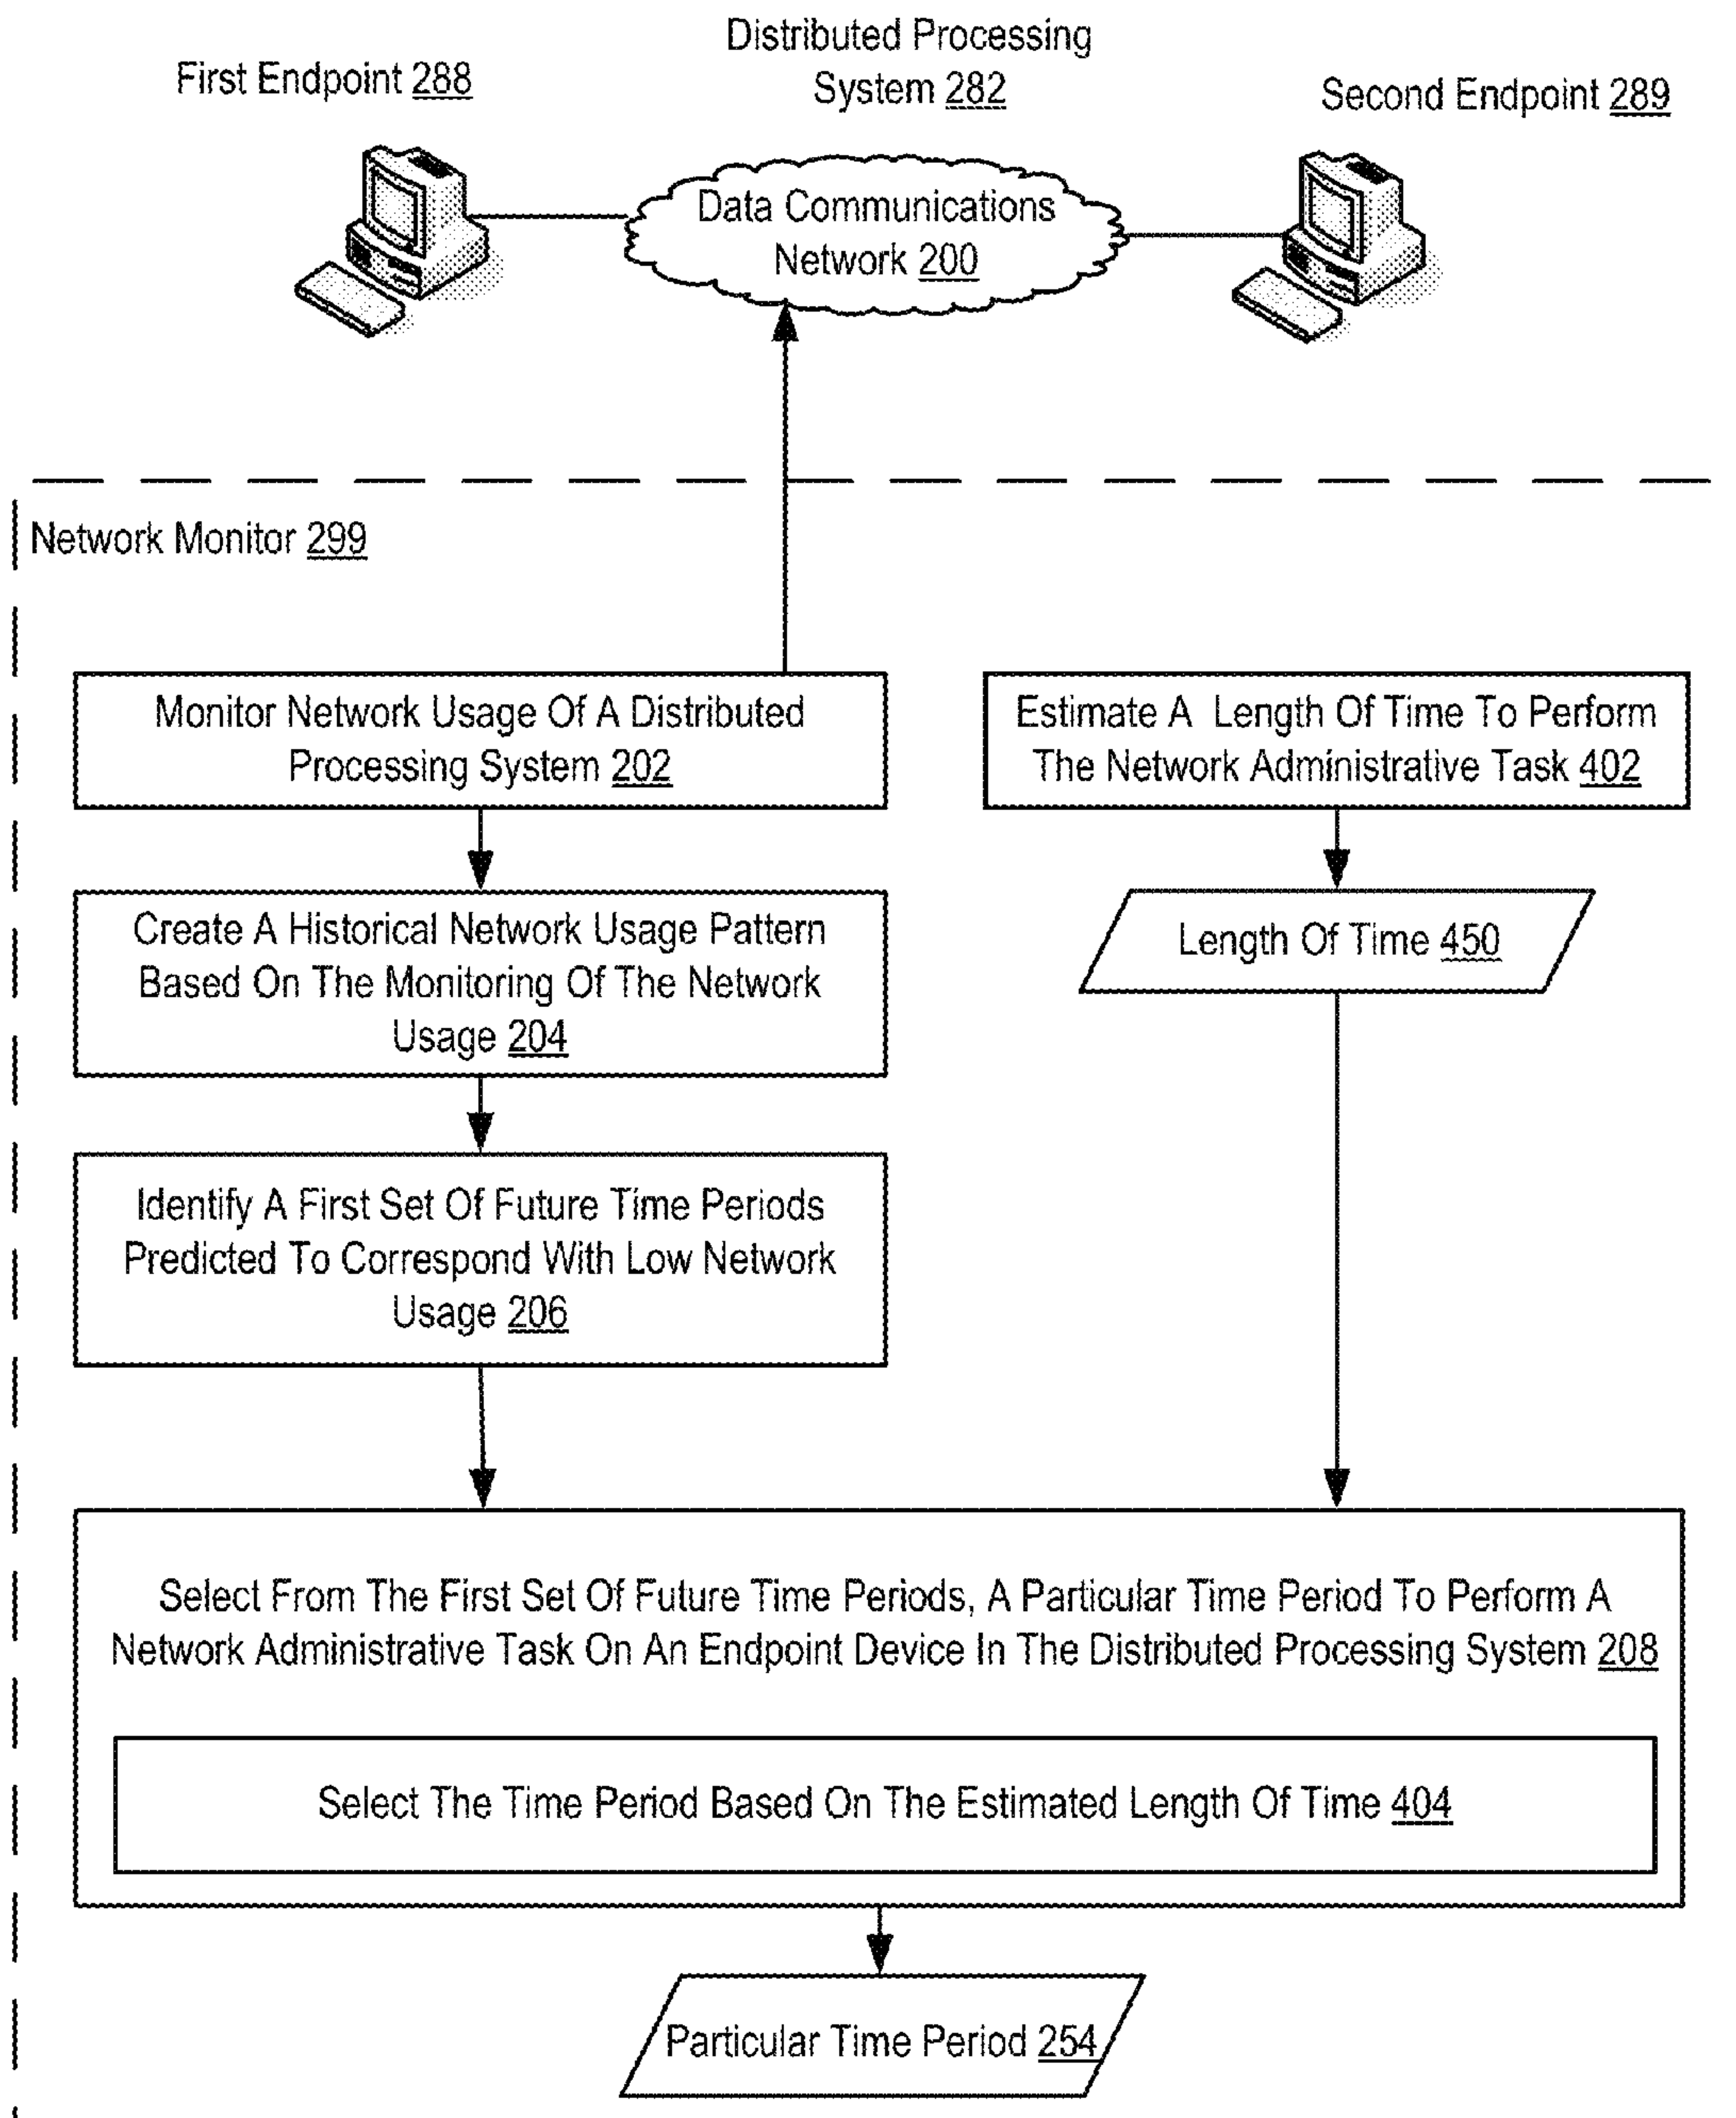 Distributed Processing
System 282
First Endpoint 288
Second Endpoint 289
Data Communications
Network 200
Network Monitor 299
Monitor Network Usage Of A Distributed
Processing System 202
Estimate A Length Of Time To Perform
The Network Administrative Task 402
Create A Historical Network Usage Pattern
Based On The Monitoring Of The Network
Usage 204
Length Of Time 450
Identify A First Set Of Future Time Periods
Predicted To Correspond With Low Network
Usage 206
Select From The First Set Of Future Time Periods, A Particular Time Period To Perform A
Network Administrative Task On An Endpoint Device In The Distributed Processing System 208
Select The Time Period Based On The Estimated Length Of Time 404
Particular Time Period 254